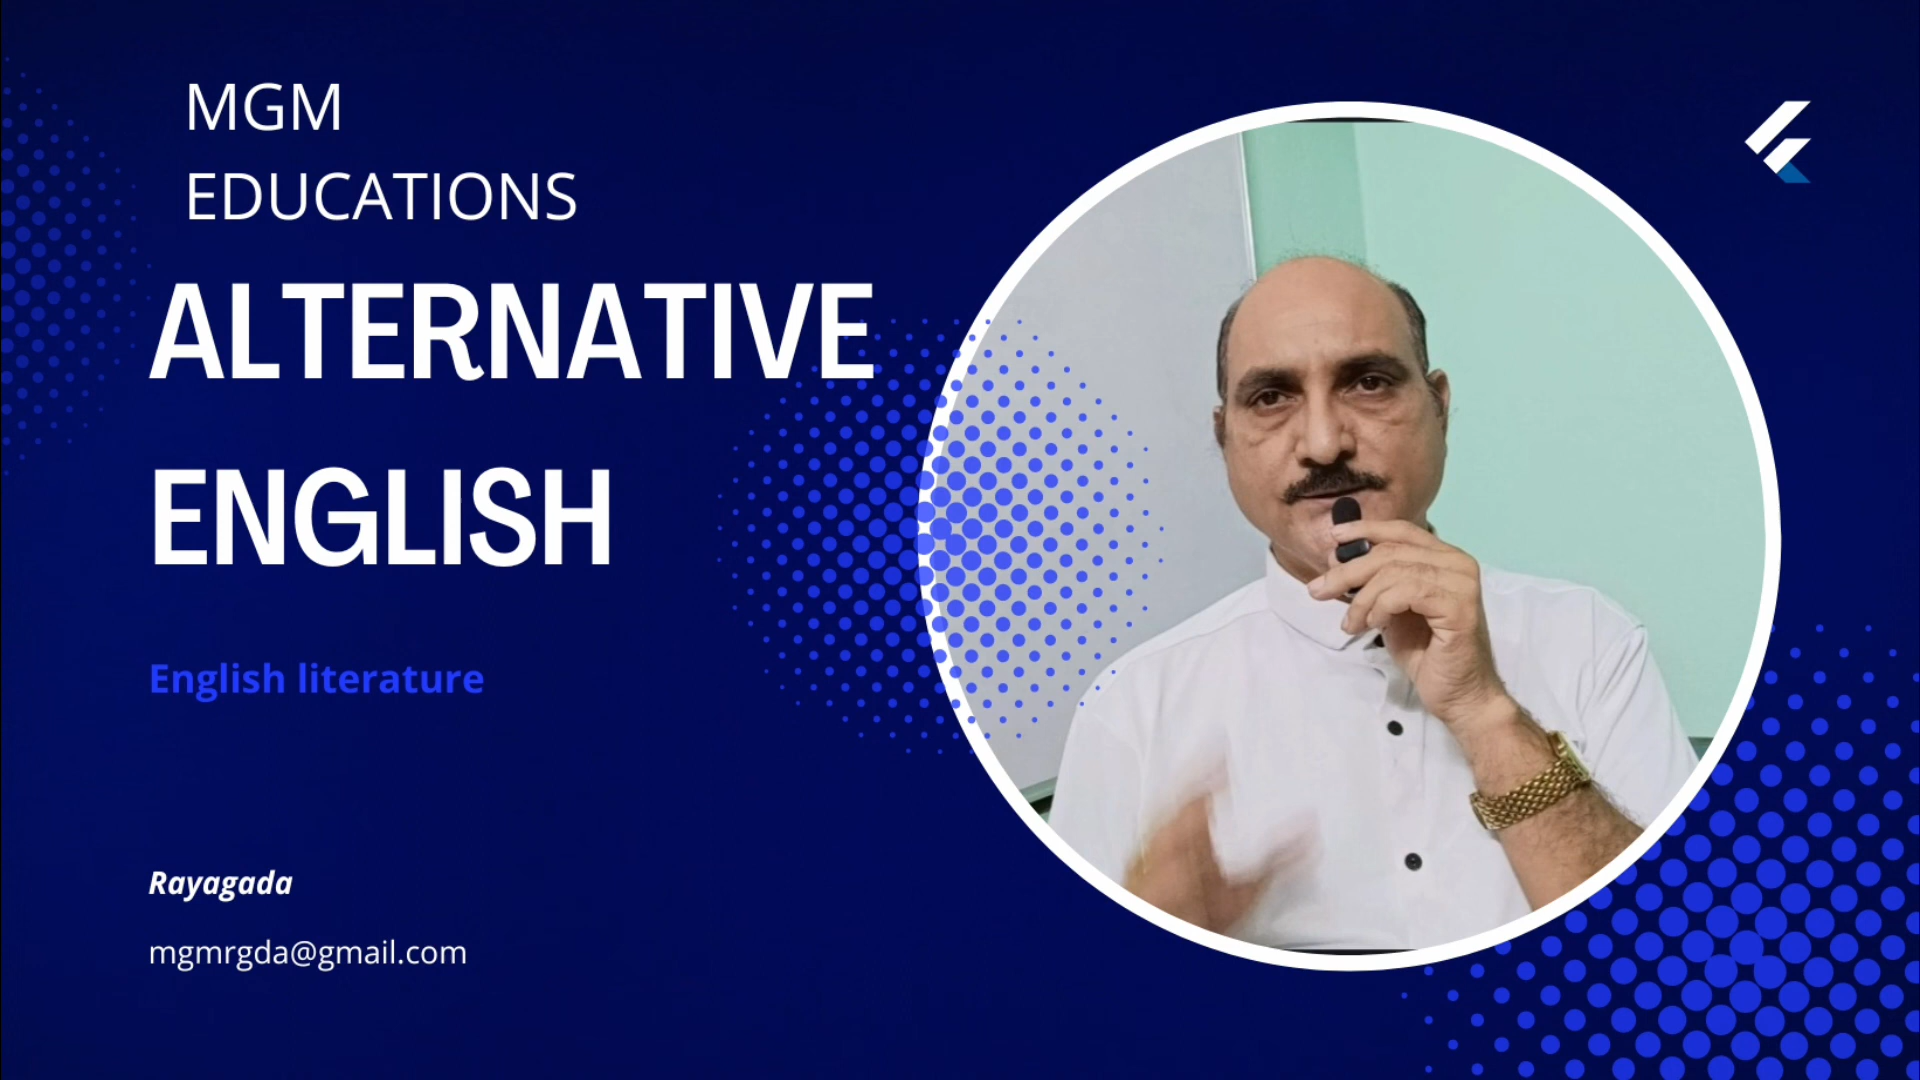 MGM
EDUCATIONS
ALTERNATIVE
ENGLISH
English literature
Rayagada
mgmrgda@gmail.com